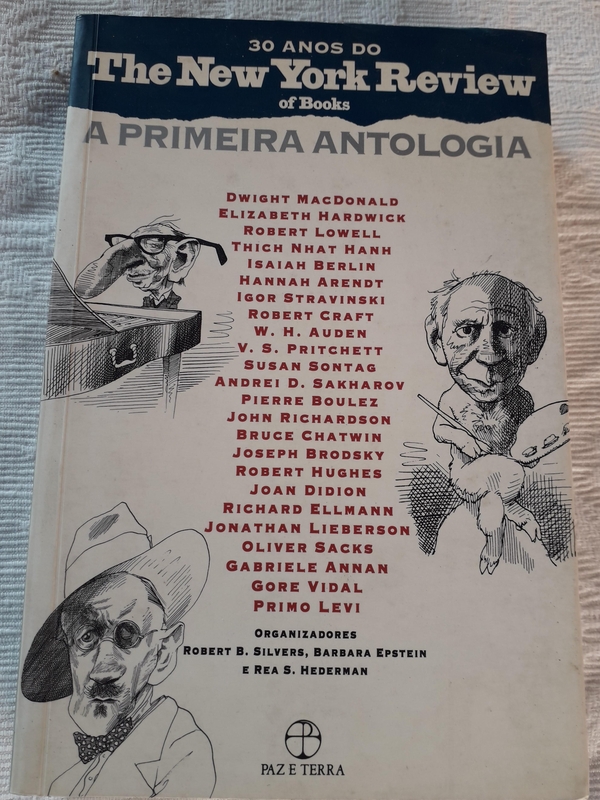 30 ANOS DO
The New York Review
of Books
A PRIMEIRA ANTOLOGIA
DWIGHT MACDONALD
ELIZABETH HARDWICK
ROBERT LOWELL
THICH NHAT HANH
ISAIAH BERLIN
HANNAH ARENDT
IGOR STRAVINSKI
ROBERT CRAFT
W. H. AUDEN
V. S. PRITCHETT
SUSAN SONTAG
ANDREI D. SAKHAROV
PIERRE BOULEZ
JOHN RICHARDSON
BRUCE CHATWIN
JOSEPH BRODSKY
ROBERT HUGHES
JOAN DIDION
RICHARD ELLMANN
JONATHAN LIEBERSON
OLIVER SACKS
GABRIELE ANNAN
GORE VIDAL
PRIMO LEVI
ORGANIZADORES
ROBERT B. SILVERS, BARBARA EPSTEIN
E REA S. HEDERMAN
PAZ E TERRA